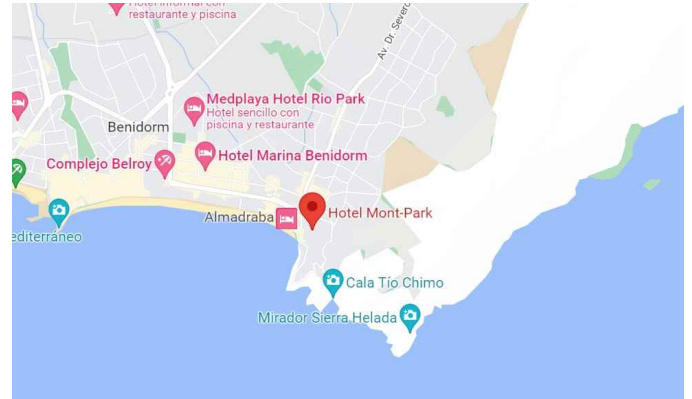 restaurante y piscina
Av. Dr. Severo
Medplaya Hotel Rio Park
Hotel sencillo con
piscina y restaurante
Benidorm
Complejo Belroy
Hotel Marina Benidorm
Almadraba
Hotel Mont-Park
editerráneo
Cala Tío Chimo
Mirador Sierra Helada